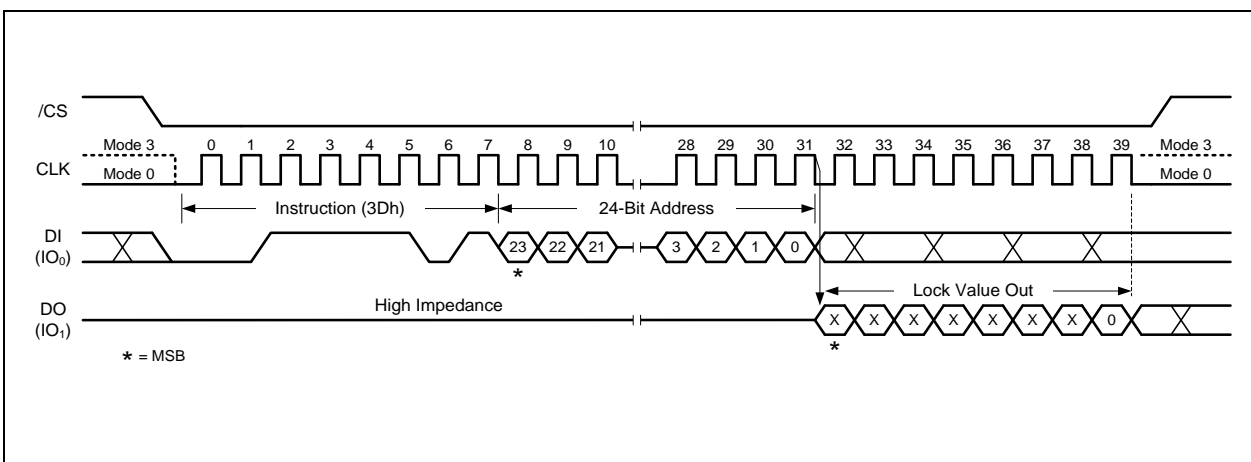 /CS
Mode 3 0 1 2 3 4 5 6 7 8 9 10 28 29 30 31 32 33 34 35 36 37 38 39 Mode 3
CLK
Mode 0 Mode 0
Instruction (3Dh) 24-Bit Address
DI
(IO₀)
23 22 21 3 2 1 0
*
Lock Value Out
High Impedance
DO
(IO₁)
X X X X X X X 0
*
* = MSB